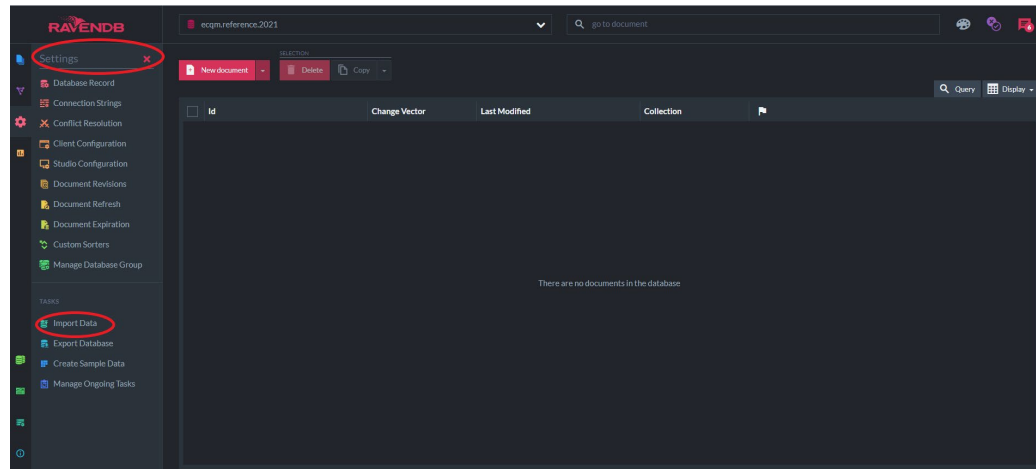 RAVENDB
ecqm.reference.2021
go to document
6
Settings
Database Record
Connection Strings
Conflict Resolution
Client Configuration
Studio Configuration
Document Revisions
Document Refresh
Document Expiration
Custom Sorters
Manage Database Group
TASKS
Import Data
Export Database
Create Sample Data
Manage Ongoing Tasks
SELECTION
New document
Delete
Copy
Query
Display
Id
Change Vector
Last Modified
Collection
There are no documents in the database